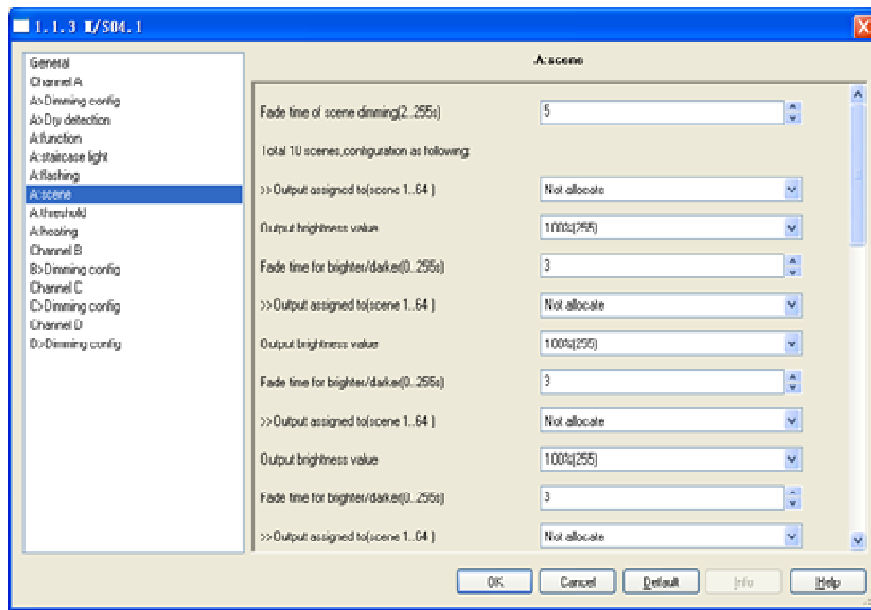 1.1.3 K/S04.1
General
Channel A
A>Dimming config
A>Dry detection
A:function
A:staircase light
A:flashing
A:scene
A:threshold
A:heating
Channel B
B>Dimming config
Channel C
C>Dimming config
Channel D
D>Dimming config
A:scene
Fade time of scene dimming(2..255s)
5
Total 10 scenes,configuration as following:
>>Output assigned to(scene 1..64 )
Not allocate
Output brightness value
100%(255)
Fade time for brighter/darker(0..255s)
3
>>Output assigned to(scene 1..64 )
Not allocate
Output brightness value
100%(255)
Fade time for brighter/darker(0..255s)
3
>>Output assigned to(scene 1..64 )
Not allocate
Output brightness value
100%(255)
Fade time for brighter/darker(0..255s)
3
>>Output assigned to(scene 1..64 )
Not allocate
OK
Cancel
Default
Info
Help